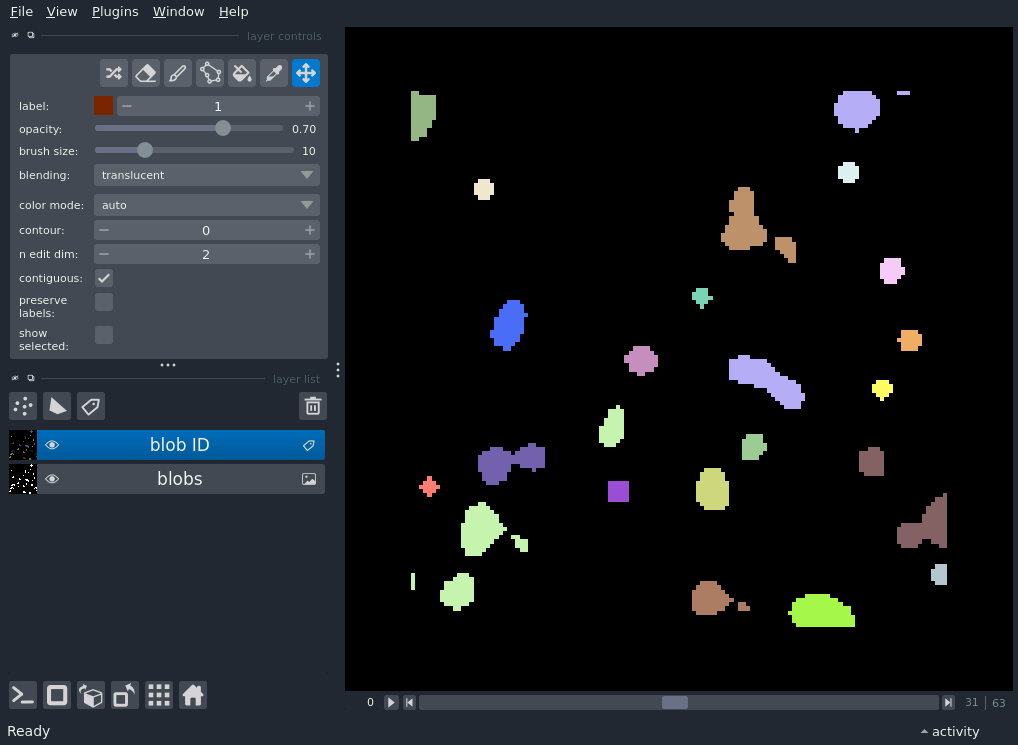 File View Plugins Window Help
layer controls
label: 1
opacity: 0.70
brush size: 10
blending: translucent
color mode: auto
contour: 0
n edit dim: 2
contiguous:
preserve
labels:
show
selected:
layer list
blob ID
blobs
0 31 | 63
Ready activity